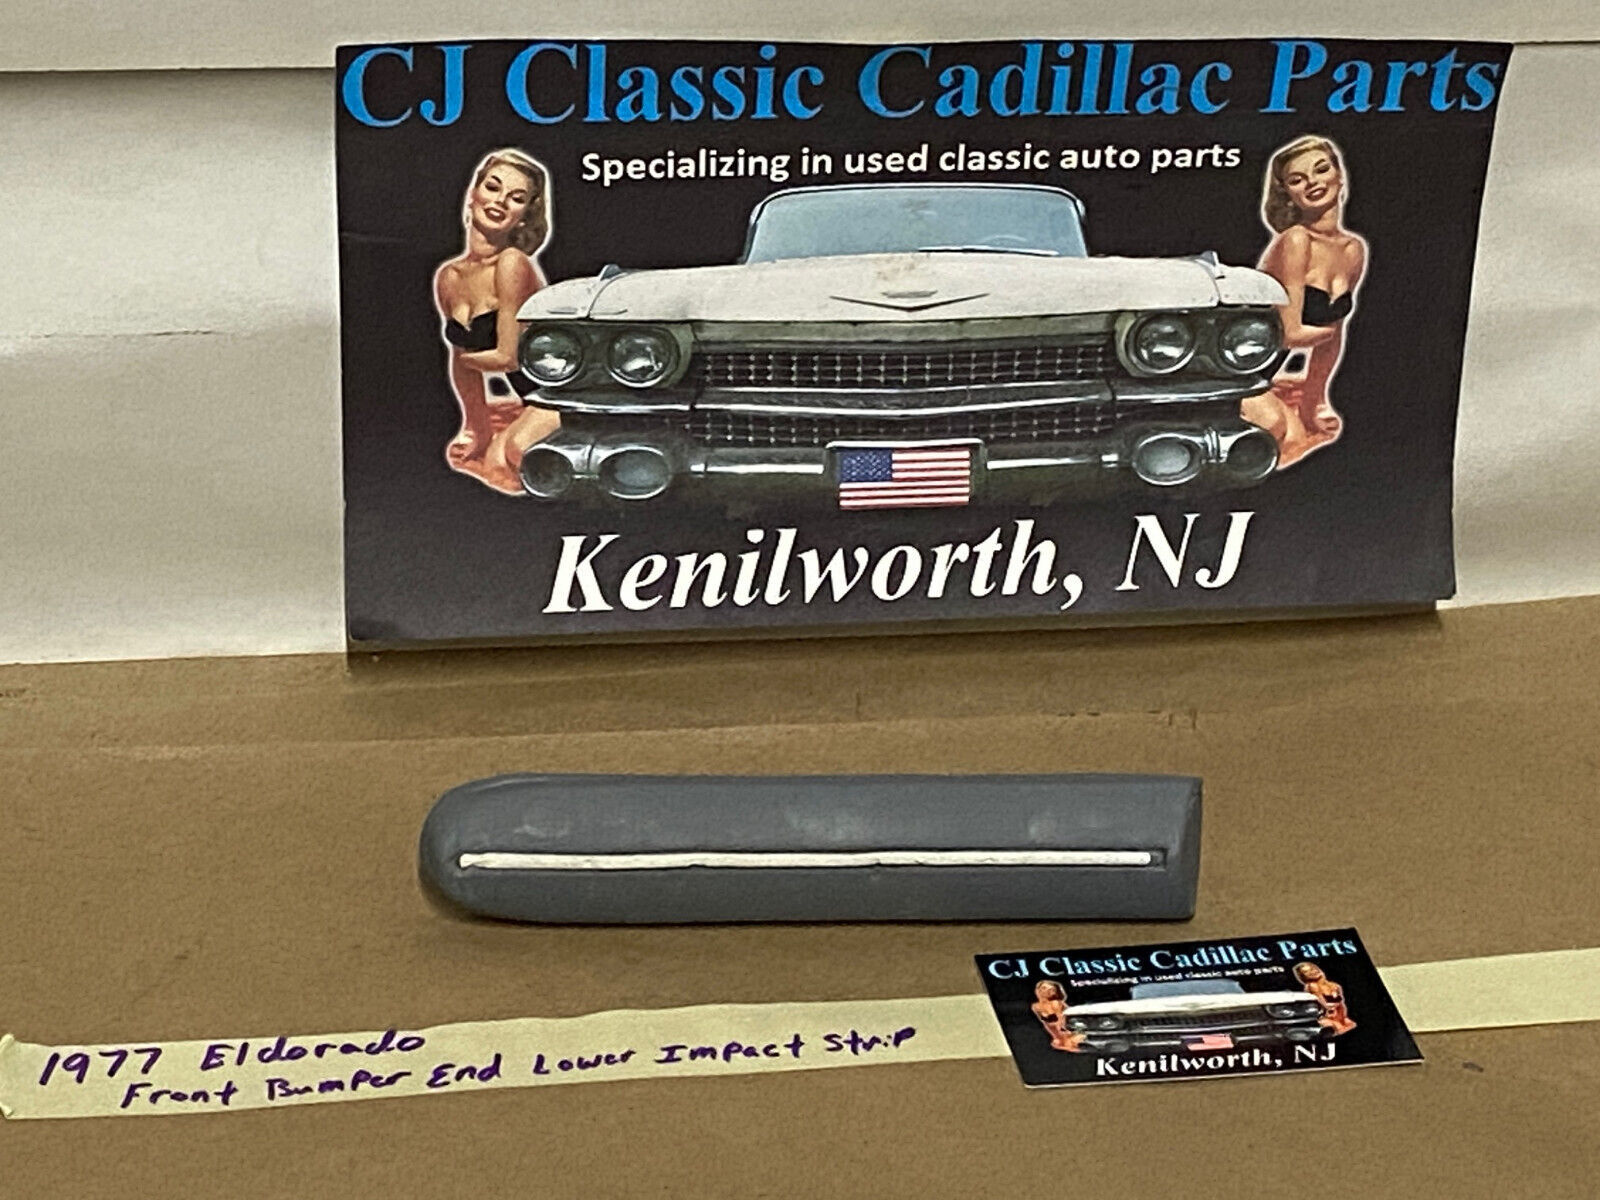 CJ Classic Cadillac Parts
Specializing in used classic auto parts
Kenilworth, NJ
CJ Classic Cadillac Parts
Specializing in used classic auto parts
Kenilworth, NJ
1977 Eldorado
Front Bumper End Lower Impact Strip